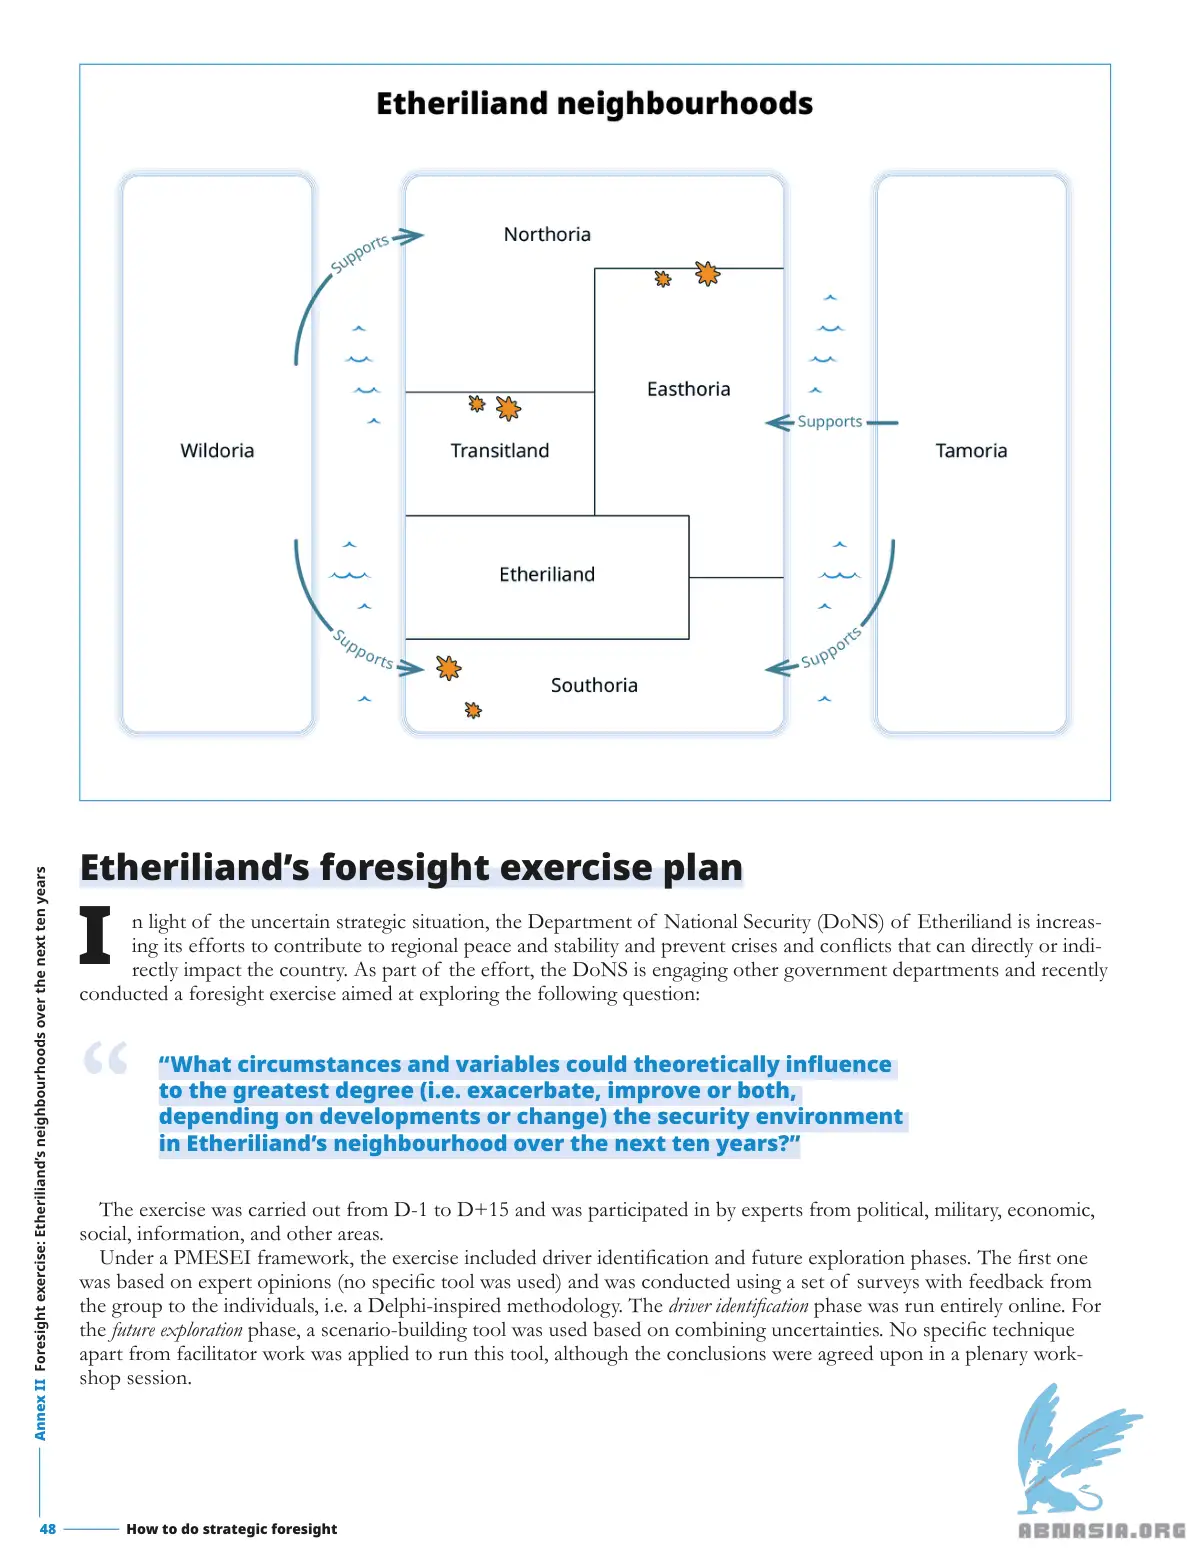 Etheriliand neighbourhoods
Northoria
Supports
Easthoria
Supports
Wildoria
Transitland
Tamoria
Etheriliand
Supports
Supports
Southoria
Etheriliand’s foresight exercise plan
In light of the uncertain strategic situation, the Department of National Security (DoNS) of Etheriliand is increas-
ing its efforts to contribute to regional peace and stability and prevent crises and conflicts that can directly or indi-
rectly impact the country. As part of the effort, the DoNS is engaging other government departments and recently
conducted a foresight exercise aimed at exploring the following question:
“
“What circumstances and variables could theoretically influence
to the greatest degree (i.e. exacerbate, improve or both,
depending on developments or change) the security environment
in Etheriliand’s neighbourhood over the next ten years?”
The exercise was carried out from D-1 to D+15 and was participated in by experts from political, military, economic,
social, information, and other areas.
Under a PMESEI framework, the exercise included driver identification and future exploration phases. The first one
was based on expert opinions (no specific tool was used) and was conducted using a set of surveys with feedback from
the group to the individuals, i.e. a Delphi-inspired methodology. The driver identification phase was run entirely online. For
the future exploration phase, a scenario-building tool was used based on combining uncertainties. No specific technique
apart from facilitator work was applied to run this tool, although the conclusions were agreed upon in a plenary work-
shop session.
Annex II Foresight exercise: Etheriliand’s neighbourhoods over the next ten years
48 How to do strategic foresight
ABNASIA.ORG